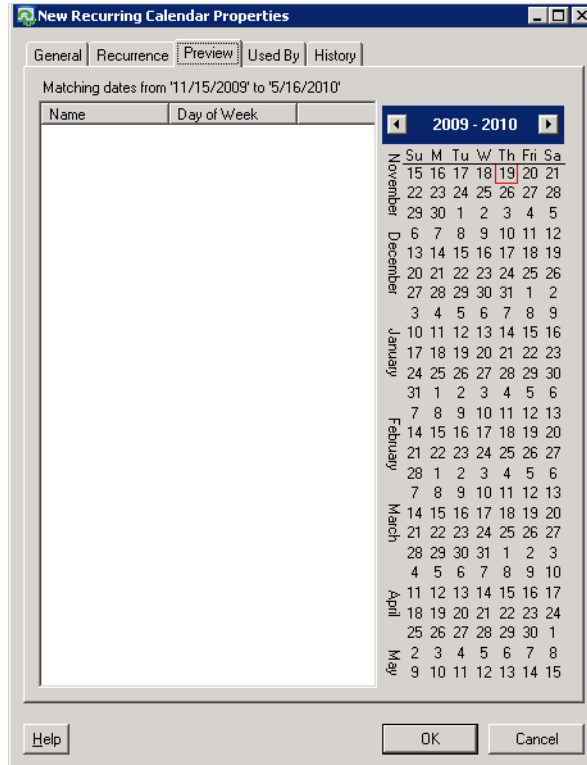 New Recurring Calendar Properties
General Recurrence Preview Used By History
Matching dates from '11/15/2009' to '5/16/2010'
Name Day of Week
2009 - 2010
Su M Tu W Th Fri Sa
November
15 16 17 18 19 20 21
22 23 24 25 26 27 28
29 30 1 2 3 4 5
December
6 7 8 9 10 11 12
13 14 15 16 17 18 19
20 21 22 23 24 25 26
27 28 29 30 31 1 2
3 4 5 6 7 8 9
January
10 11 12 13 14 15 16
17 18 19 20 21 22 23
24 25 26 27 28 29 30
31 1 2 3 4 5 6
7 8 9 10 11 12 13
February
14 15 16 17 18 19 20
21 22 23 24 25 26 27
28 1 2 3 4 5 6
7 8 9 10 11 12 13
March
14 15 16 17 18 19 20
21 22 23 24 25 26 27
28 29 30 31 1 2 3
4 5 6 7 8 9 10
April
11 12 13 14 15 16 17
18 19 20 21 22 23 24
25 26 27 28 29 30 1
May
2 3 4 5 6 7 8
9 10 11 12 13 14 15
Help OK Cancel